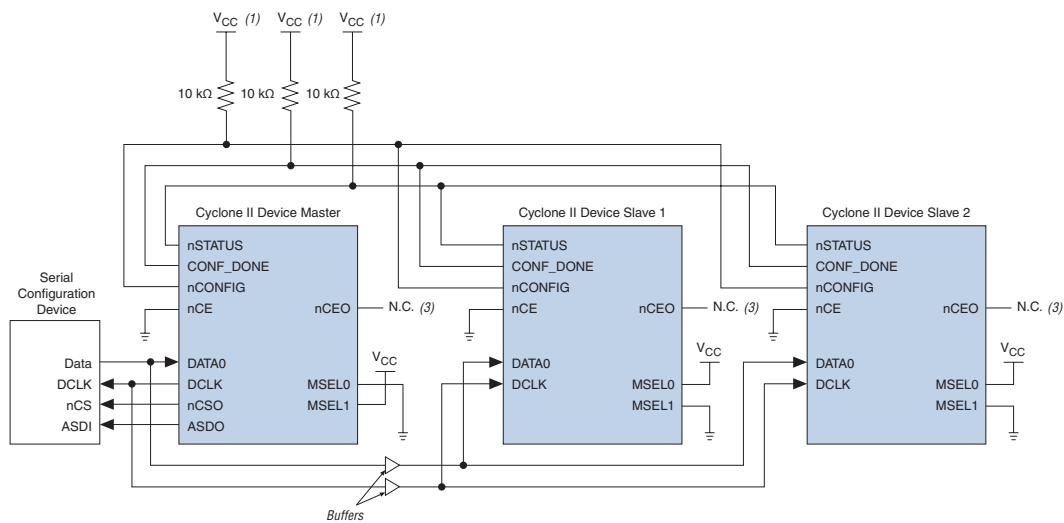 VCC (1) VCC (1) VCC (1)
10 kΩ 10 kΩ 10 kΩ
Cyclone II Device Master
nSTATUS
CONF_DONE
nCONFIG
nCE
nCEO
N.C. (3)
DATA0
DCLK
nCSO
ASDO
MSEL0
MSEL1
VCC
Cyclone II Device Slave 1
nSTATUS
CONF_DONE
nCONFIG
nCE
nCEO
N.C. (3)
DATA0
DCLK
MSEL0
MSEL1
VCC
Cyclone II Device Slave 2
nSTATUS
CONF_DONE
nCONFIG
nCE
nCEO
N.C. (3)
DATA0
DCLK
MSEL0
MSEL1
VCC
Serial
Configuration
Device
Data
DCLK
nCS
ASDI
Buffers